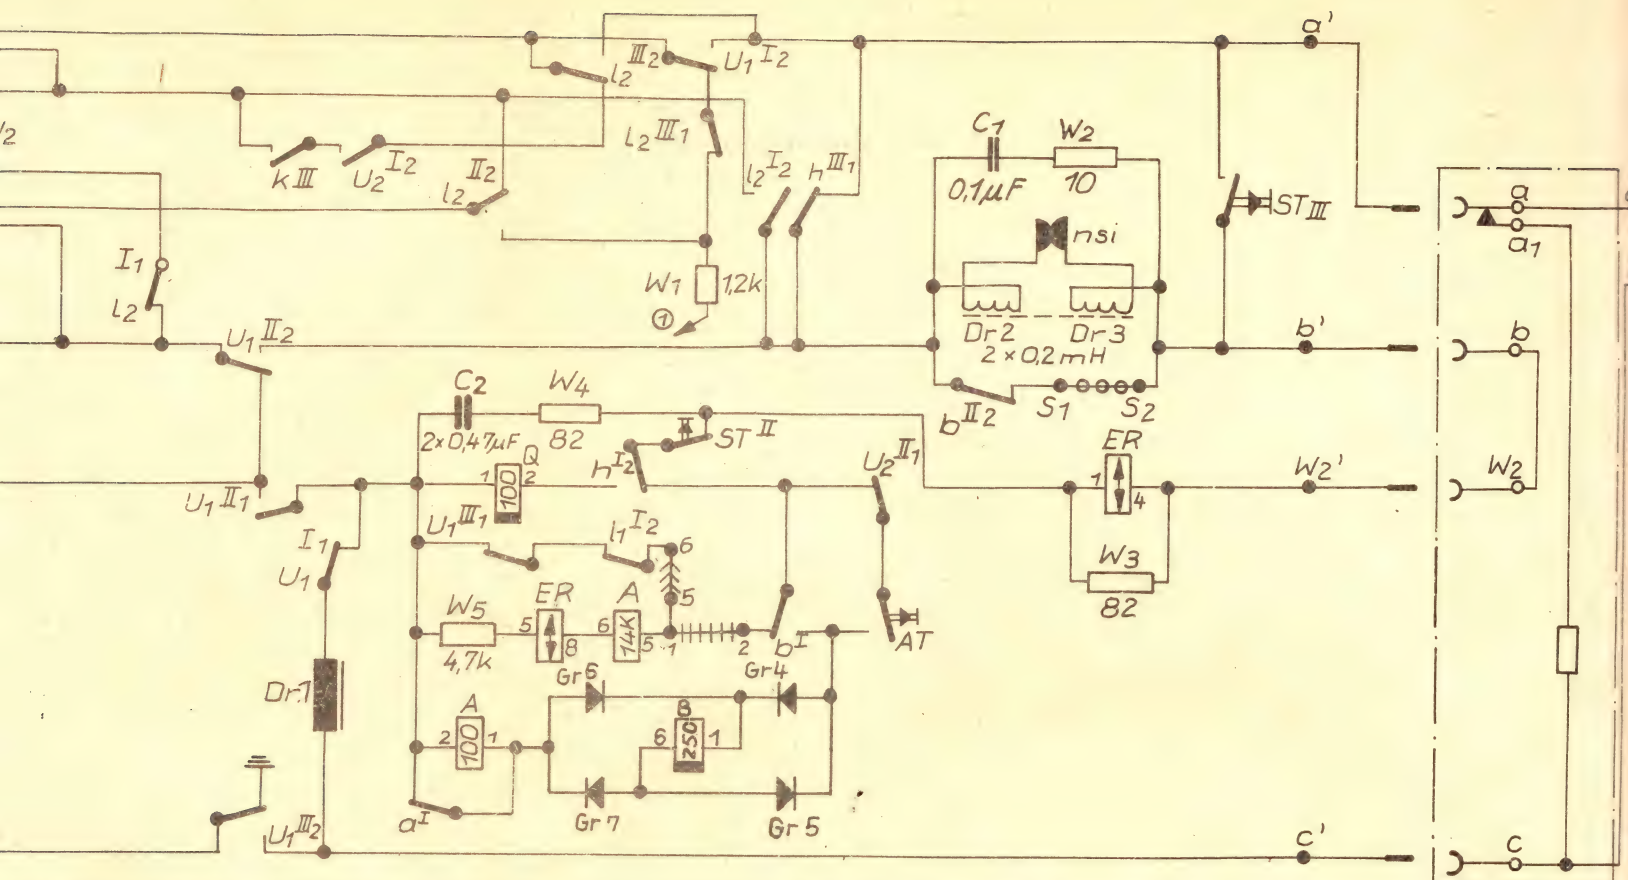 a'
III2
l2
U1 I2
l2 III1
k III
U2 I2
II2
l2
l2 I2
h III1
C1
W2
0,1µF
10
nsi
ST III
a
a1
I1
l2
W1
1,2k
1
Dr2
Dr3
2×0,2mH
b'
b
U1 II2
b II2
S1
S2
C2
W4
2×0,47µF
82
ST II
h I2
U2 II1
ER
1
4
W2'
W2
Q
1
100
2
U1 II1
U1 III1
l1 I2
6
I1
U1
5
W3
82
W5
4,7k
ER
5
8
A
6
14K
5
1
2
b I
AT
Dr1
Gr6
Gr4
A
2
100
1
B
6
250
1
a I
Gr7
Gr5
U1 III2
c'
c